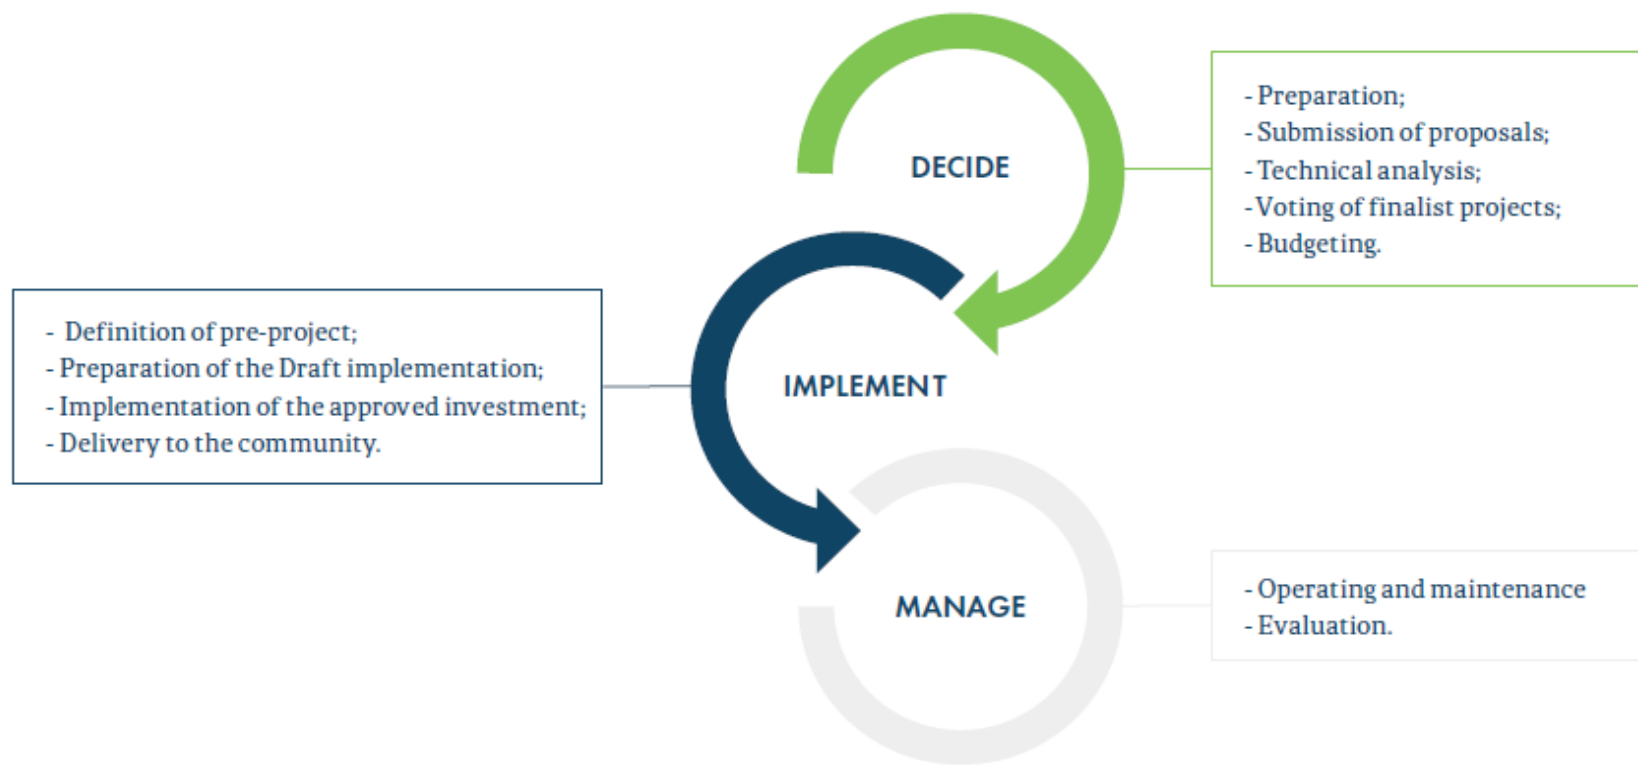 DECIDE
- Preparation;
- Submission of proposals;
- Technical analysis;
- Voting of finalist projects;
- Budgeting.
IMPLEMENT
- Definition of pre-project;
- Preparation of the Draft implementation;
- Implementation of the approved investment;
- Delivery to the community.
MANAGE
- Operating and maintenance
- Evaluation.